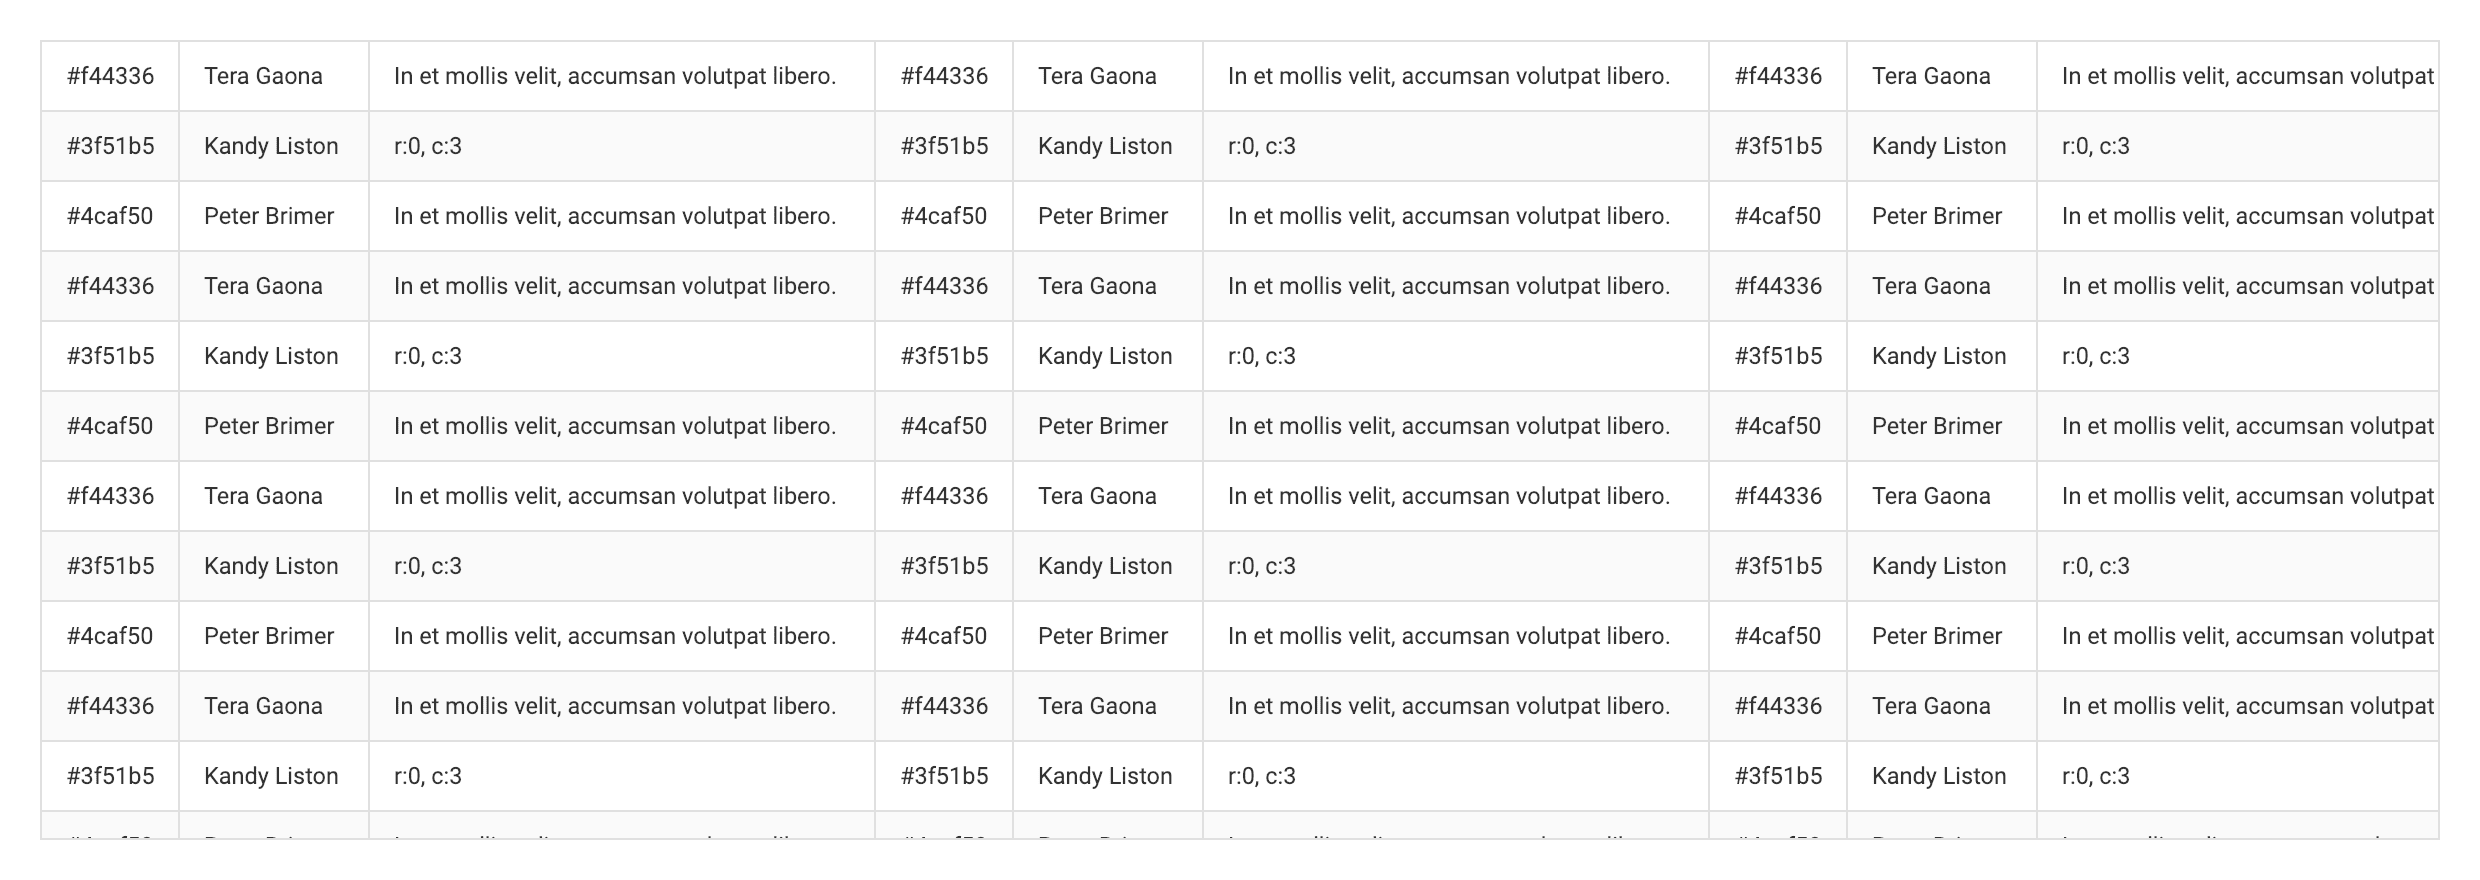 #f44336 Tera Gaona In et mollis velit, accumsan volutpat libero. #f44336 Tera Gaona In et mollis velit, accumsan volutpat libero. #f44336 Tera Gaona In et mollis velit, accumsan volutpat
#3f51b5 Kandy Liston r:0, c:3 #3f51b5 Kandy Liston r:0, c:3 #3f51b5 Kandy Liston r:0, c:3
#4caf50 Peter Brimer In et mollis velit, accumsan volutpat libero. #4caf50 Peter Brimer In et mollis velit, accumsan volutpat libero. #4caf50 Peter Brimer In et mollis velit, accumsan volutpat
#f44336 Tera Gaona In et mollis velit, accumsan volutpat libero. #f44336 Tera Gaona In et mollis velit, accumsan volutpat libero. #f44336 Tera Gaona In et mollis velit, accumsan volutpat
#3f51b5 Kandy Liston r:0, c:3 #3f51b5 Kandy Liston r:0, c:3 #3f51b5 Kandy Liston r:0, c:3
#4caf50 Peter Brimer In et mollis velit, accumsan volutpat libero. #4caf50 Peter Brimer In et mollis velit, accumsan volutpat libero. #4caf50 Peter Brimer In et mollis velit, accumsan volutpat
#f44336 Tera Gaona In et mollis velit, accumsan volutpat libero. #f44336 Tera Gaona In et mollis velit, accumsan volutpat libero. #f44336 Tera Gaona In et mollis velit, accumsan volutpat
#3f51b5 Kandy Liston r:0, c:3 #3f51b5 Kandy Liston r:0, c:3 #3f51b5 Kandy Liston r:0, c:3
#4caf50 Peter Brimer In et mollis velit, accumsan volutpat libero. #4caf50 Peter Brimer In et mollis velit, accumsan volutpat libero. #4caf50 Peter Brimer In et mollis velit, accumsan volutpat
#f44336 Tera Gaona In et mollis velit, accumsan volutpat libero. #f44336 Tera Gaona In et mollis velit, accumsan volutpat libero. #f44336 Tera Gaona In et mollis velit, accumsan volutpat
#3f51b5 Kandy Liston r:0, c:3 #3f51b5 Kandy Liston r:0, c:3 #3f51b5 Kandy Liston r:0, c:3